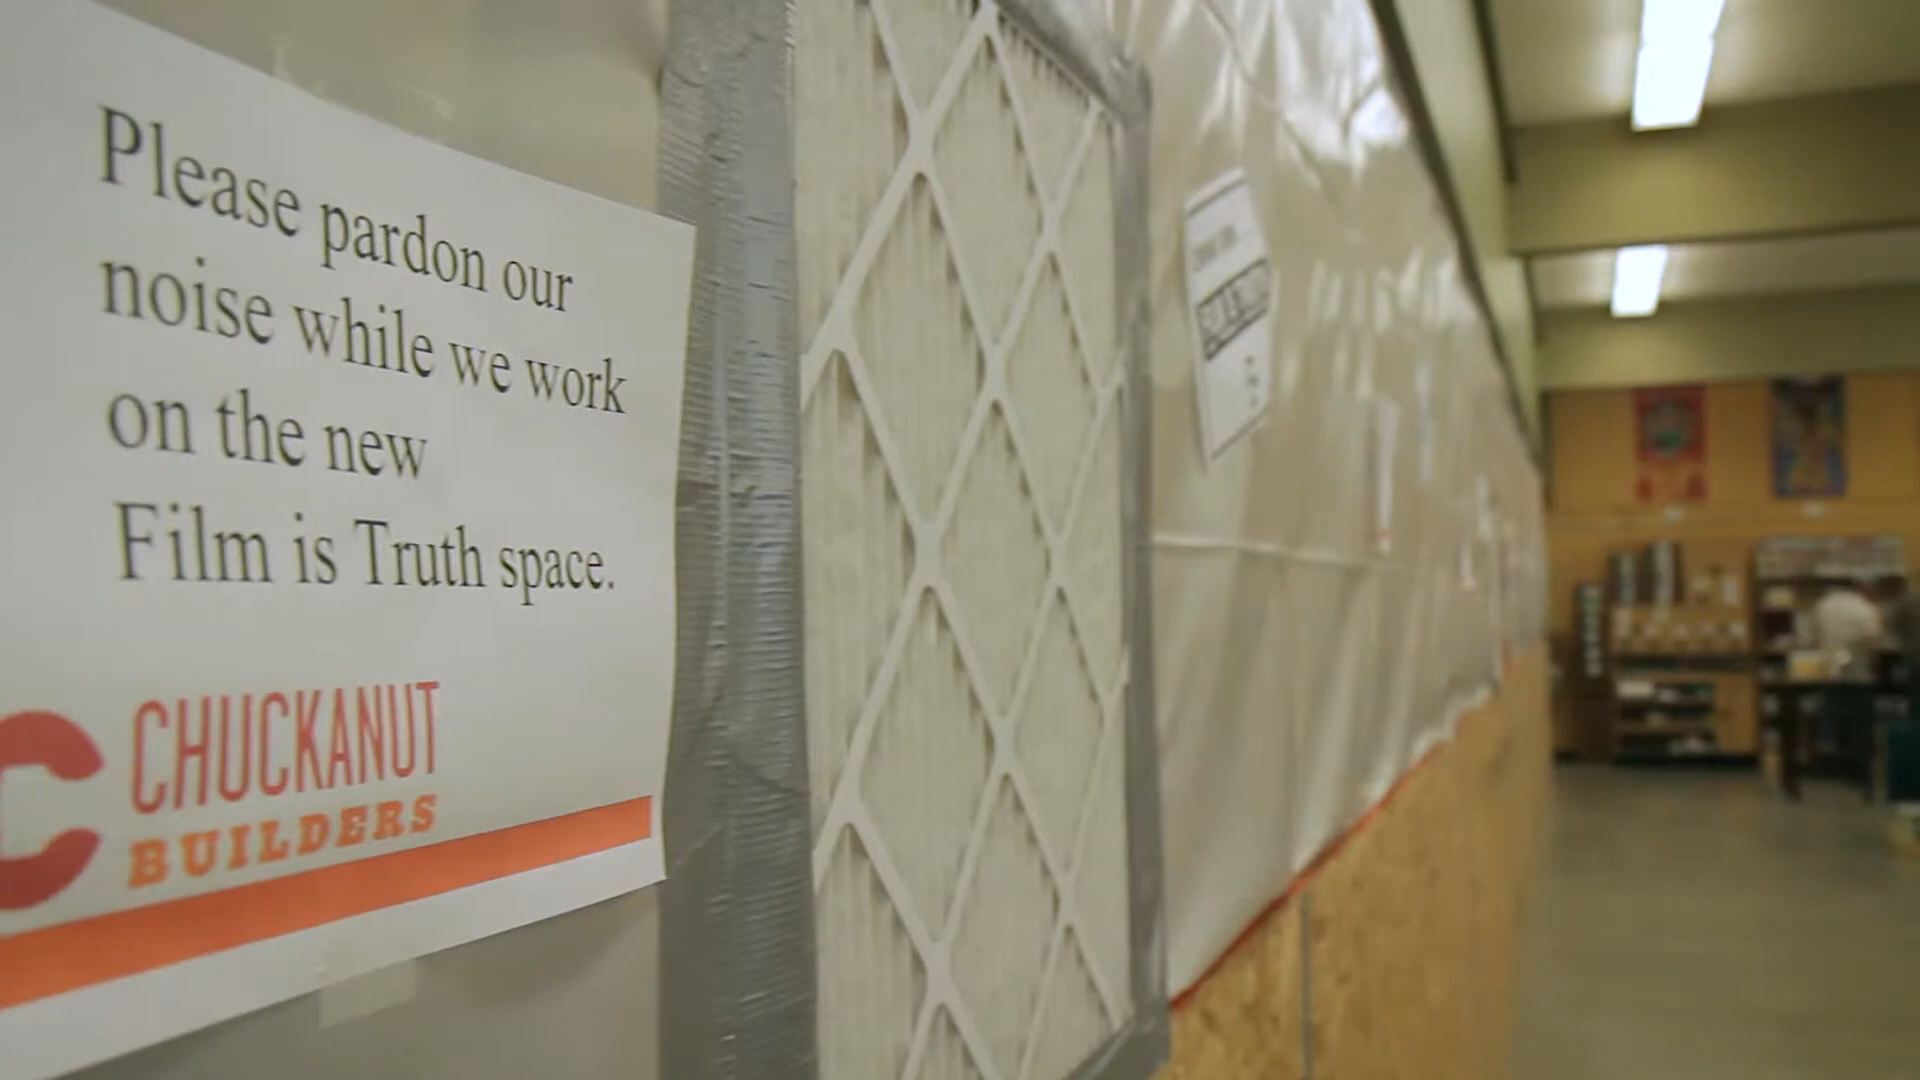 Please pardon our
noise while we work
on the new
Film is Truth space.
C CHUCKANUT
BUILDERS